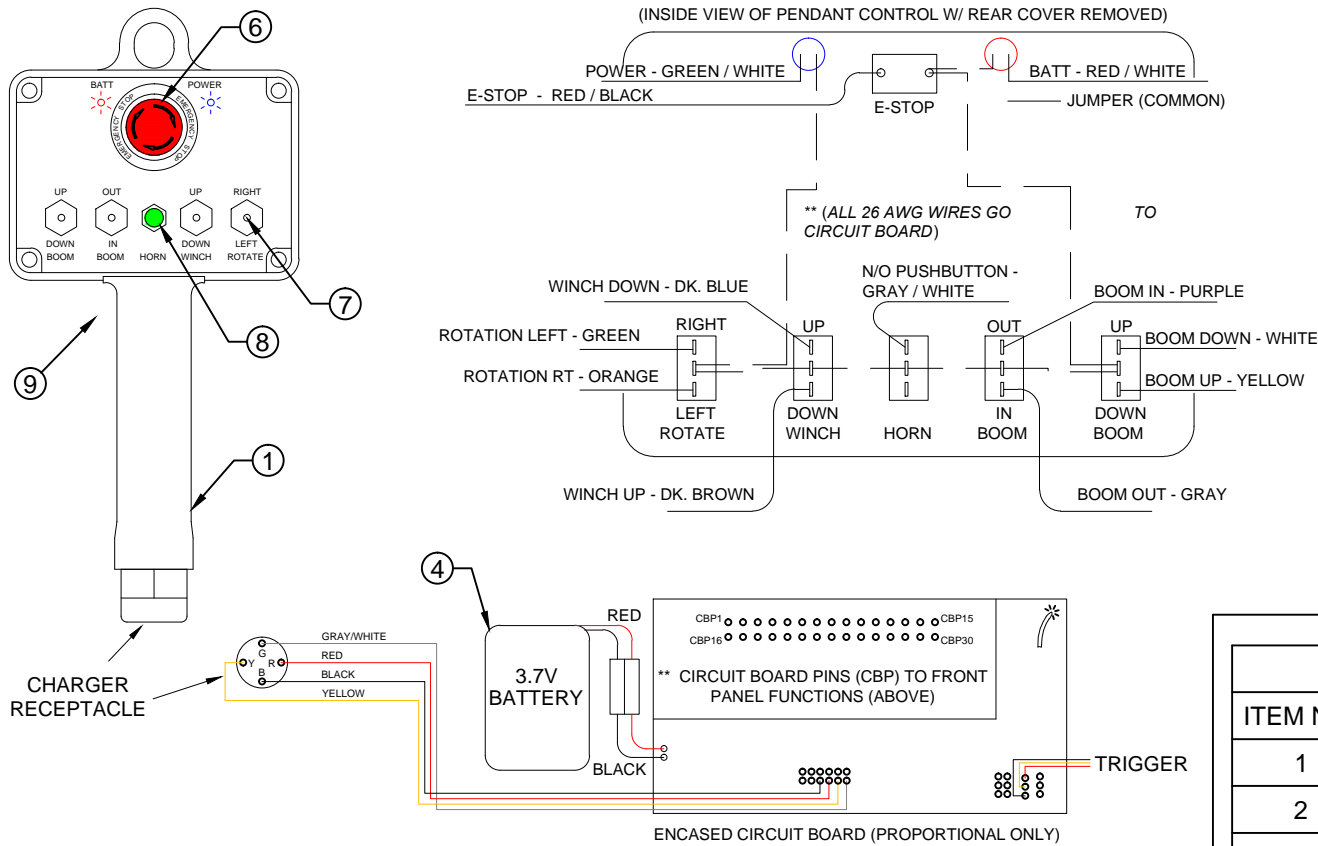 (INSIDE VIEW OF PENDANT CONTROL W/ REAR COVER REMOVED)
6
BATT
POWER
EMERGENCY STOP
EMERGENCY STOP
UP
OUT
UP
RIGHT
DOWN
IN
DOWN
LEFT
BOOM
BOOM
HORN
WINCH
ROTATE
7
8
9
1
CHARGER
RECEPTACLE
POWER - GREEN / WHITE
BATT - RED / WHITE
E-STOP - RED / BLACK
E-STOP
JUMPER (COMMON)
** (ALL 26 AWG WIRES GO TO
CIRCUIT BOARD)
WINCH DOWN - DK. BLUE
N/O PUSHBUTTON -
GRAY / WHITE
BOOM IN - PURPLE
ROTATION LEFT - GREEN
RIGHT
UP
OUT
UP
BOOM DOWN - WHITE
ROTATION RT - ORANGE
BOOM UP - YELLOW
LEFT
ROTATE
DOWN
WINCH
HORN
IN
BOOM
DOWN
BOOM
WINCH UP - DK. BROWN
BOOM OUT - GRAY
4
RED
3.7V
BATTERY
BLACK
GRAY/WHITE
RED
BLACK
YELLOW
G
Y
R
B
CBP1
CBP15
CBP16
CBP30
** CIRCUIT BOARD PINS (CBP) TO FRONT
PANEL FUNCTIONS (ABOVE)
TRIGGER
ENCASED CIRCUIT BOARD (PROPORTIONAL ONLY)
ITEM N
1
2